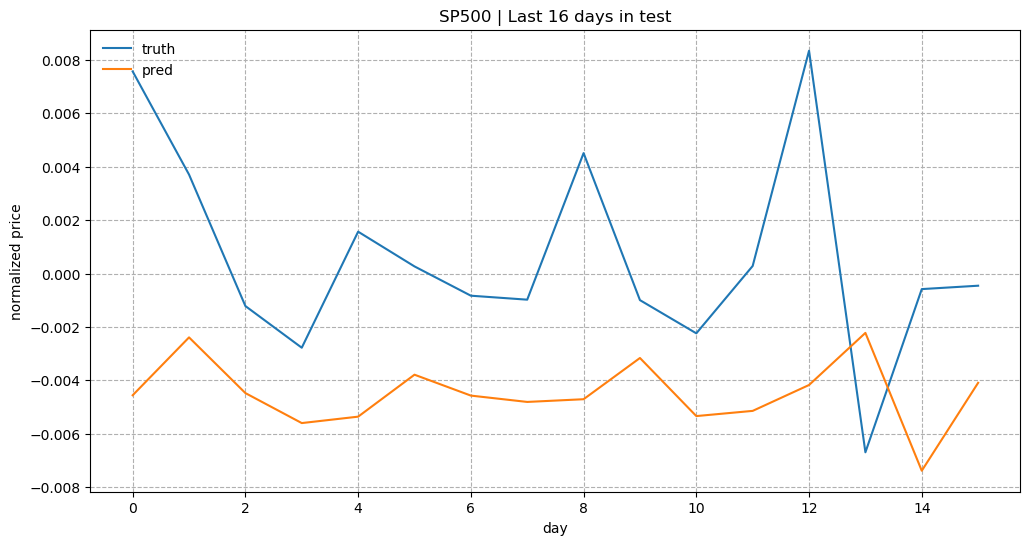 SP500 | Last 16 days in test
truth
pred
0.008
0.006
0.004
0.002
0.000
−0.002
−0.004
−0.006
−0.008
normalized price
0 2 4 6 8 10 12 14
day